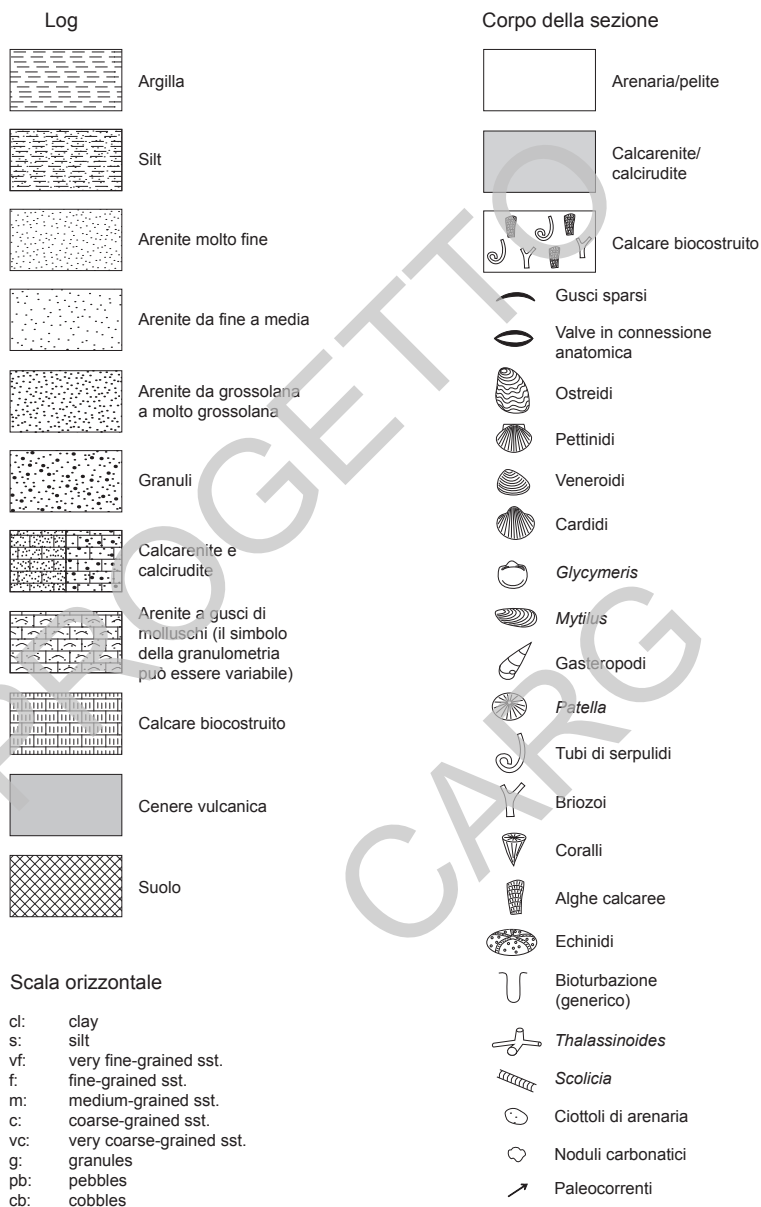 Log
Argilla
Silt
Arenite molto fine
Arenite da fine a media
Arenite da grossolana
a molto grossolana
Granuli
Calcarenite e
calcirudite
Arenite a gusci di
molluschi (il simbolo
della granulometria
può essere variabile)
Calcare biocostruito
Cenere vulcanica
Suolo
Scala orizzontale
cl: clay
s: silt
vf: very fine-grained sst.
f: fine-grained sst.
m: medium-grained sst.
c: coarse-grained sst.
vc: very coarse-grained sst.
g: granules
pb: pebbles
cb: cobbles
Corpo della sezione
Arenaria/pelite
Calcarenite/
calcirudite
Calcare biocostruito
Gusci sparsi
Valve in connessione
anatomica
Ostreidi
Pettinidi
Veneroidi
Cardidi
Glycymeris
Mytilus
Gasteropodi
Patella
Tubi di serpulidi
Briozoi
Coralli
Alghe calcaree
Echinidi
Bioturbazione
(generico)
Thalassinoides
Scolicia
Ciottoli di arenaria
Noduli carbonatici
Paleocorrenti
PROGETTO
CARG